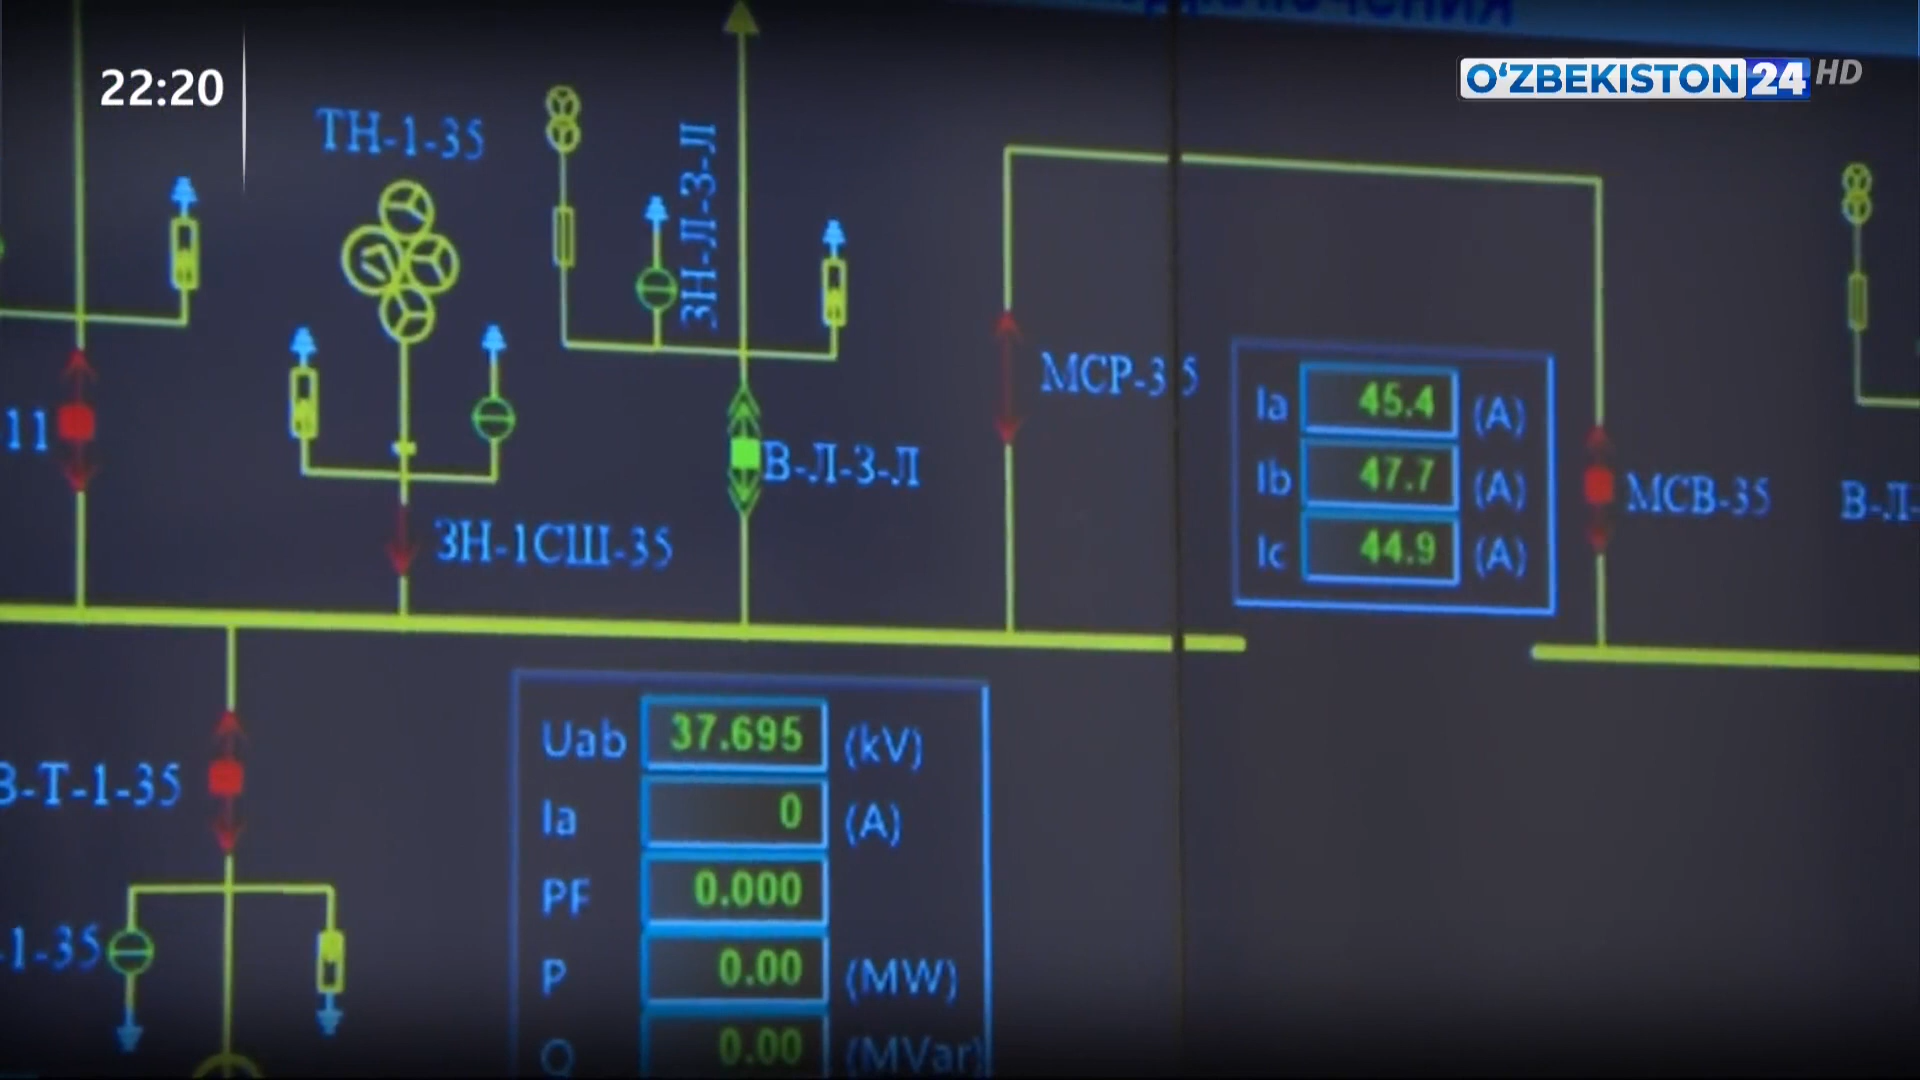 22:20
O‘ZBEKISTON 24 HD
ТН-1-35
ЗН-Л-З-Л
МСР-35
Ia 45.4 (A)
Ib 47.7 (A)
Ic 44.9 (A)
11
В-Л-З-Л
МСВ-35
В-Л-
ЗН-1СШ-35
Uab 37.695 (kV)
Ia 0 (A)
В-Т-1-35
PF 0.000
-1-35
P 0.00 (MW)
Q 0.00 (MVar)